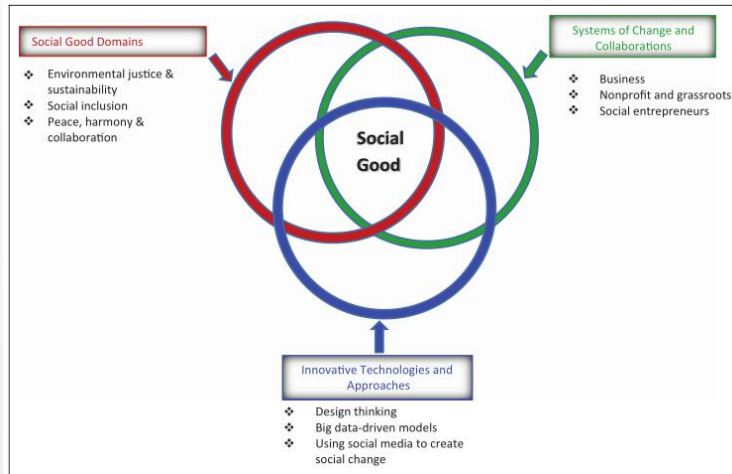 Social Good Domains
❖ Environmental justice &
sustainability
❖ Social inclusion
❖ Peace, harmony &
collaboration
Systems of Change and
Collaborations
❖ Business
❖ Nonprofit and grassroots
❖ Social entrepreneurs
Social
Good
Innovative Technologies and
Approaches
❖ Design thinking
❖ Big data-driven models
❖ Using social media to create
social change